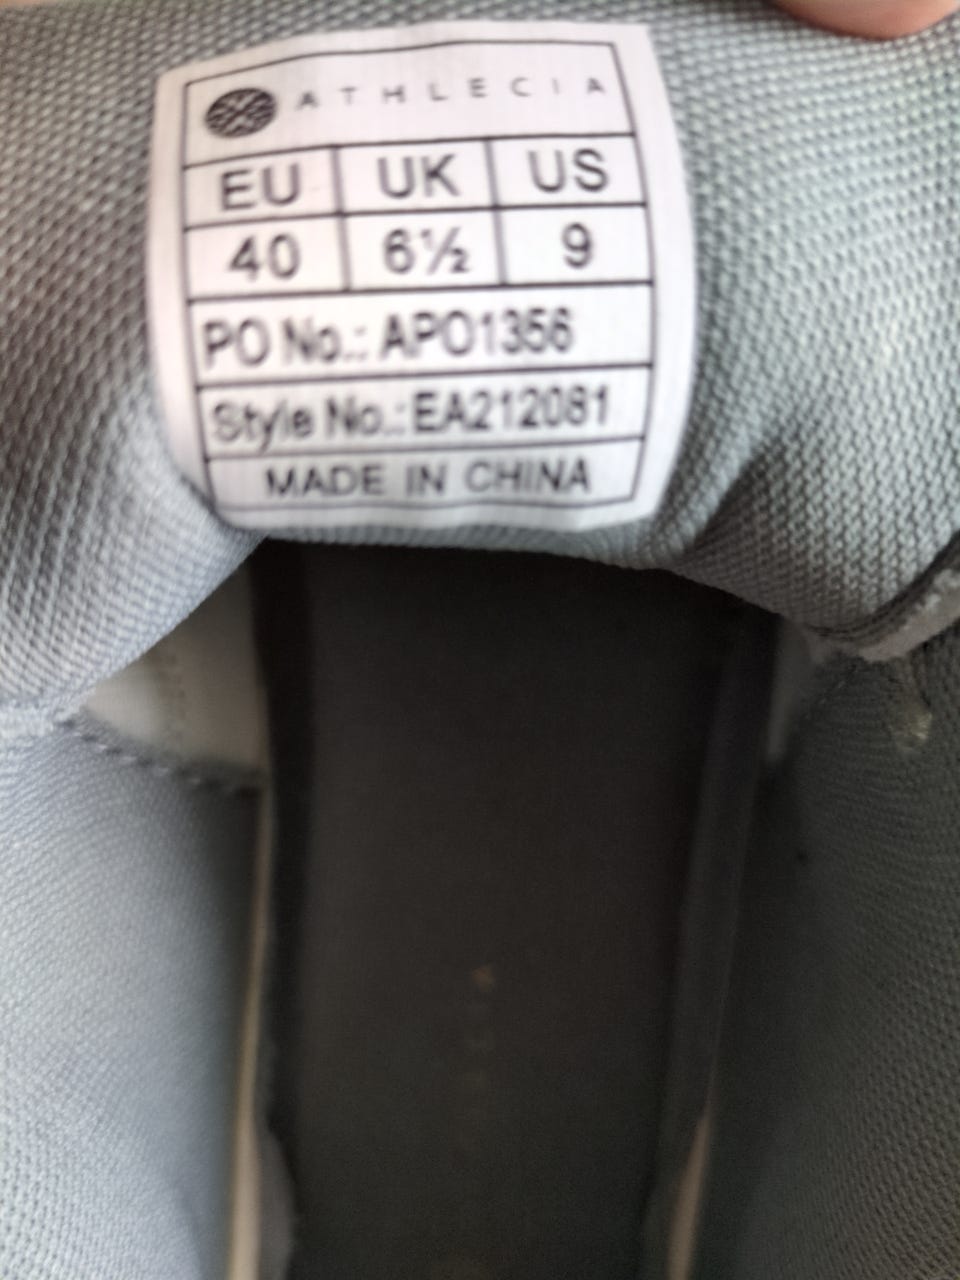 ATHLECIA
EU UK US
40 6½ 9
PO No.: APO1356
Style No.: EA212081
MADE IN CHINA